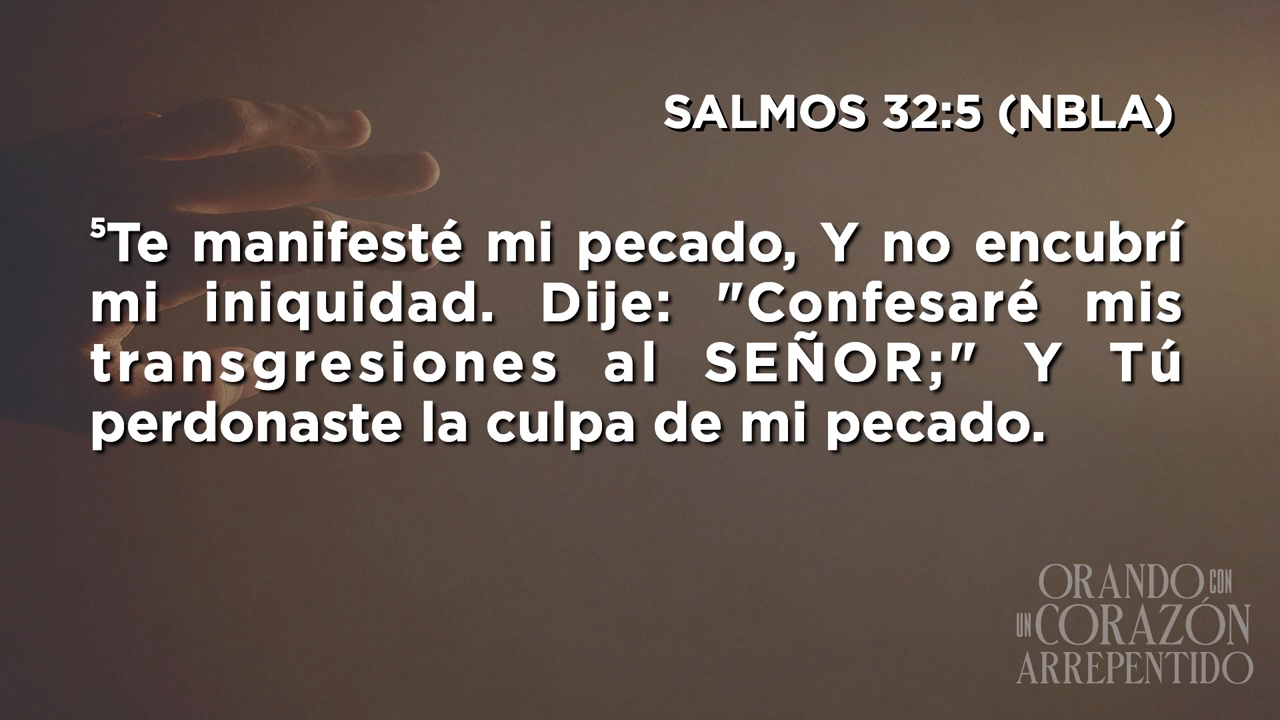 SALMOS 32:5 (NBLA)
⁵Te manifesté mi pecado, Y no encubrí
mi iniquidad. Dije: "Confesaré mis
transgresiones al SEÑOR;" Y Tú
perdonaste la culpa de mi pecado.
ORANDO CON
UN CORAZÓN
ARREPENTIDO